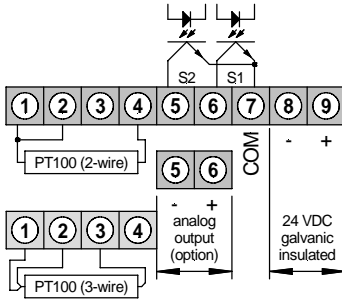 S2 S1
1 2 3 4 5 6 7 8 9
PT100 (2-wire)
COM
- +
5 6
- +
1 2 3 4
analog
output
(option)
24 VDC
galvanic
insulated
PT100 (3-wire)